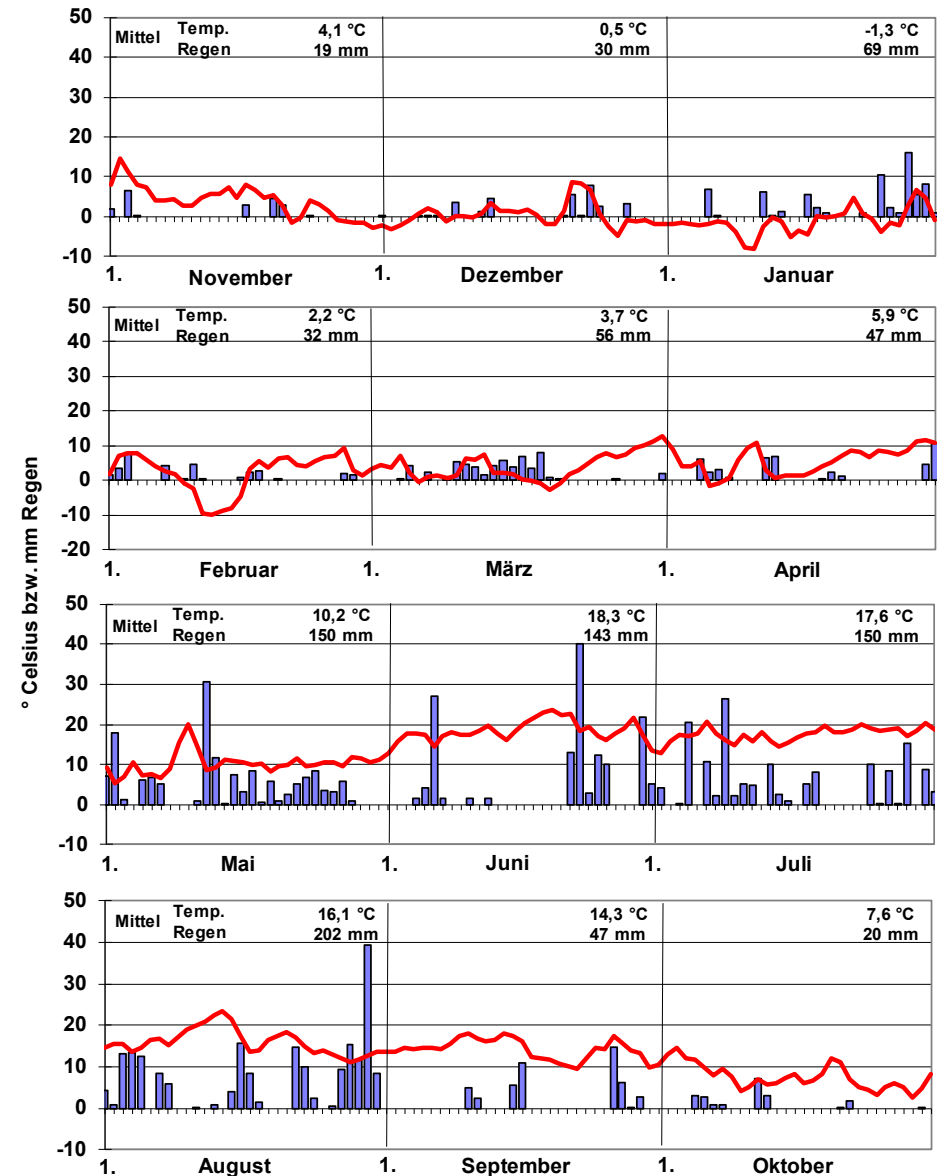 50
Mittel Temp. 4,1 °C 0,5 °C -1,3 °C
Regen 19 mm 30 mm 69 mm
40
30
20
10
0
-10
1. November 1. Dezember 1. Januar
50
Mittel Temp. 2,2 °C 3,7 °C 5,9 °C
Regen 32 mm 56 mm 47 mm
40
30
20
10
0
-10
-20
1. Februar 1. März 1. April
° Celsius bzw. mm Regen
50
Mittel Temp. 10,2 °C 18,3 °C 17,6 °C
Regen 150 mm 143 mm 150 mm
40
30
20
10
0
-10
1. Mai 1. Juni 1. Juli
50
Mittel Temp. 16,1 °C 14,3 °C 7,6 °C
Regen 202 mm 47 mm 20 mm
40
30
20
10
0
-10
1. August 1. September 1. Oktober